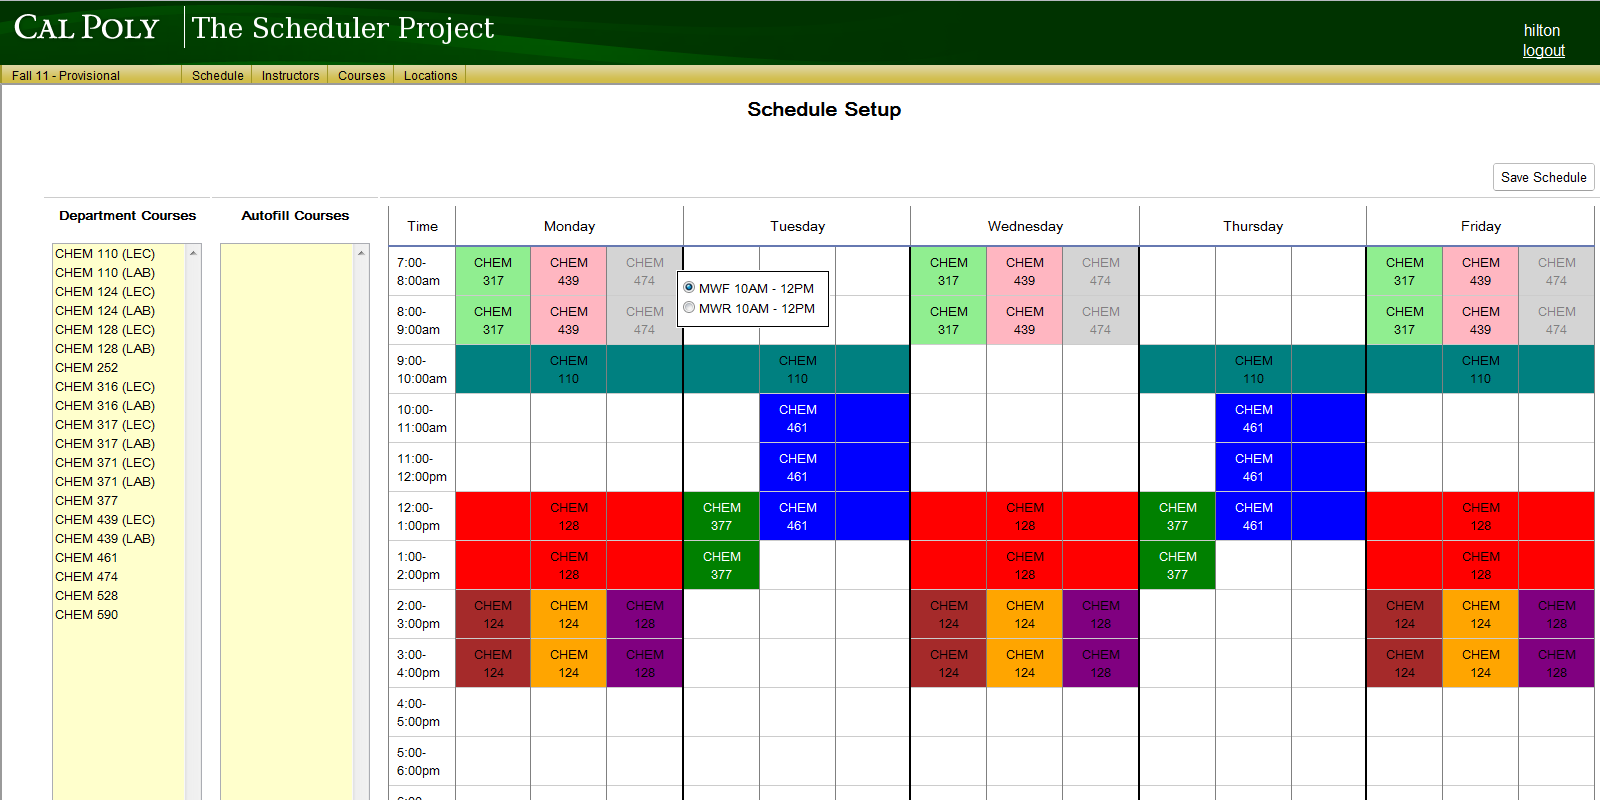 CAL POLY
The Scheduler Project
hilton
logout
Fall 11 - Provisional
Schedule
Instructors
Courses
Locations
Schedule Setup
Save Schedule
Department Courses
Autofill Courses
CHEM 110 (LEC)
CHEM 110 (LAB)
CHEM 124 (LEC)
CHEM 124 (LAB)
CHEM 128 (LEC)
CHEM 128 (LAB)
CHEM 252
CHEM 316 (LEC)
CHEM 316 (LAB)
CHEM 317 (LEC)
CHEM 317 (LAB)
CHEM 371 (LEC)
CHEM 371 (LAB)
CHEM 377
CHEM 439 (LEC)
CHEM 439 (LAB)
CHEM 461
CHEM 474
CHEM 528
CHEM 590
Time Monday Tuesday Wednesday Thursday Friday
7:00- CHEM CHEM CHEM CHEM CHEM CHEM CHEM CHEM CHEM
8:00am 317 439 474 317 439 474 317 439 474
MWF 10AM - 12PM
MWR 10AM - 12PM
8:00- CHEM CHEM CHEM CHEM CHEM CHEM CHEM CHEM CHEM
9:00am 317 439 474 317 439 474 317 439 474
9:00- CHEM CHEM CHEM CHEM
10:00am 110 110 110 110
10:00- CHEM CHEM
11:00am 461 461
11:00- CHEM CHEM
12:00pm 461 461
12:00- CHEM CHEM CHEM CHEM CHEM CHEM CHEM
1:00pm 128 377 461 128 377 461 128
1:00- CHEM CHEM CHEM CHEM CHEM
2:00pm 128 377 128 377 128
2:00- CHEM CHEM CHEM CHEM CHEM CHEM CHEM CHEM CHEM
3:00pm 124 124 128 124 124 128 124 124 128
3:00- CHEM CHEM CHEM CHEM CHEM CHEM CHEM CHEM CHEM
4:00pm 124 124 128 124 124 128 124 124 128
4:00-
5:00pm
5:00-
6:00pm